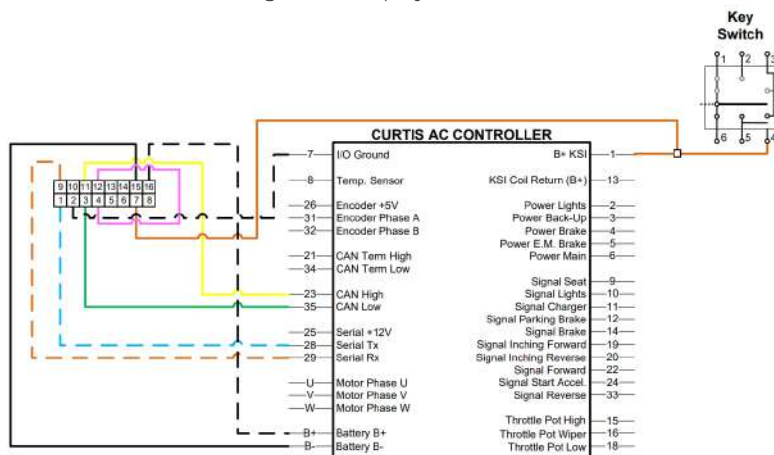 Key
Switch
1 2 3
6 5 4
CURTIS AC CONTROLLER
7 I/O Ground
8 Temp. Sensor
26 Encoder +5V
31 Encoder Phase A
32 Encoder Phase B
21 CAN Term High
34 CAN Term Low
23 CAN High
35 CAN Low
25 Serial +12V
28 Serial Tx
29 Serial Rx
U Motor Phase U
V Motor Phase V
W Motor Phase W
B+ Battery B+
B- Battery B-
B+ KSI 1
KSI Coil Return (B+) 13
Power Lights 2
Power Back-Up 3
Power Brake 4
Power E.M. Brake 5
Power Main 6
Signal Seat 9
Signal Lights 10
Signal Charger 11
Signal Parking Brake 12
Signal Brake 14
Signal Inching Forward 19
Signal Inching Reverse 20
Signal Forward 22
Signal Start Accel. 24
Signal Reverse 33
Throttle Pot High 15
Throttle Pot Wiper 16
Throttle Pot Low 18
9 10 11 12 13 14 15 16
1 2 3 4 5 6 7 8